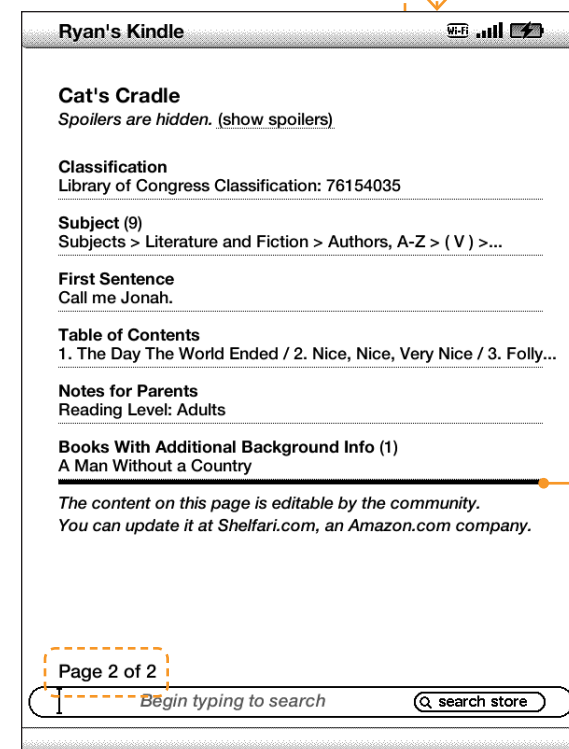 Ryan's Kindle
Wi-Fi
Cat's Cradle
Spoilers are hidden. (show spoilers)
Classification
Library of Congress Classification: 76154035
Subject (9)
Subjects > Literature and Fiction > Authors, A-Z > ( V ) >...
First Sentence
Call me Jonah.
Table of Contents
1. The Day The World Ended / 2. Nice, Nice, Very Nice / 3. Folly...
Notes for Parents
Reading Level: Adults
Books With Additional Background Info (1)
A Man Without a Country
The content on this page is editable by the community.
You can update it at Shelfari.com, an Amazon.com company.
Page 2 of 2
Begin typing to search
search store